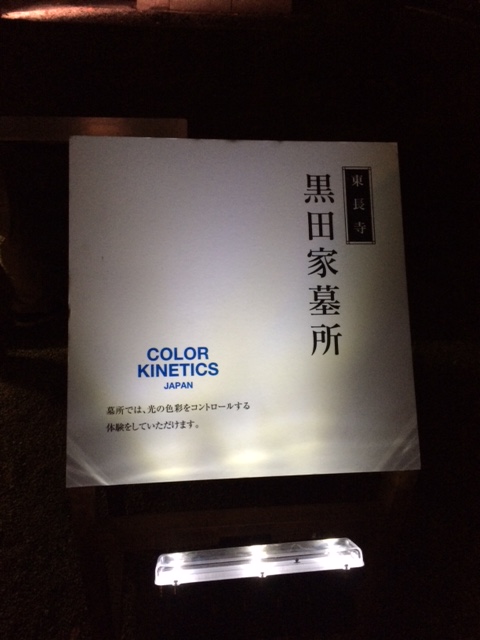 東長寺
黒田家墓所
COLOR
KINETICS
JAPAN
墓所では、光の色彩をコントロールする
体験をしていただけます。